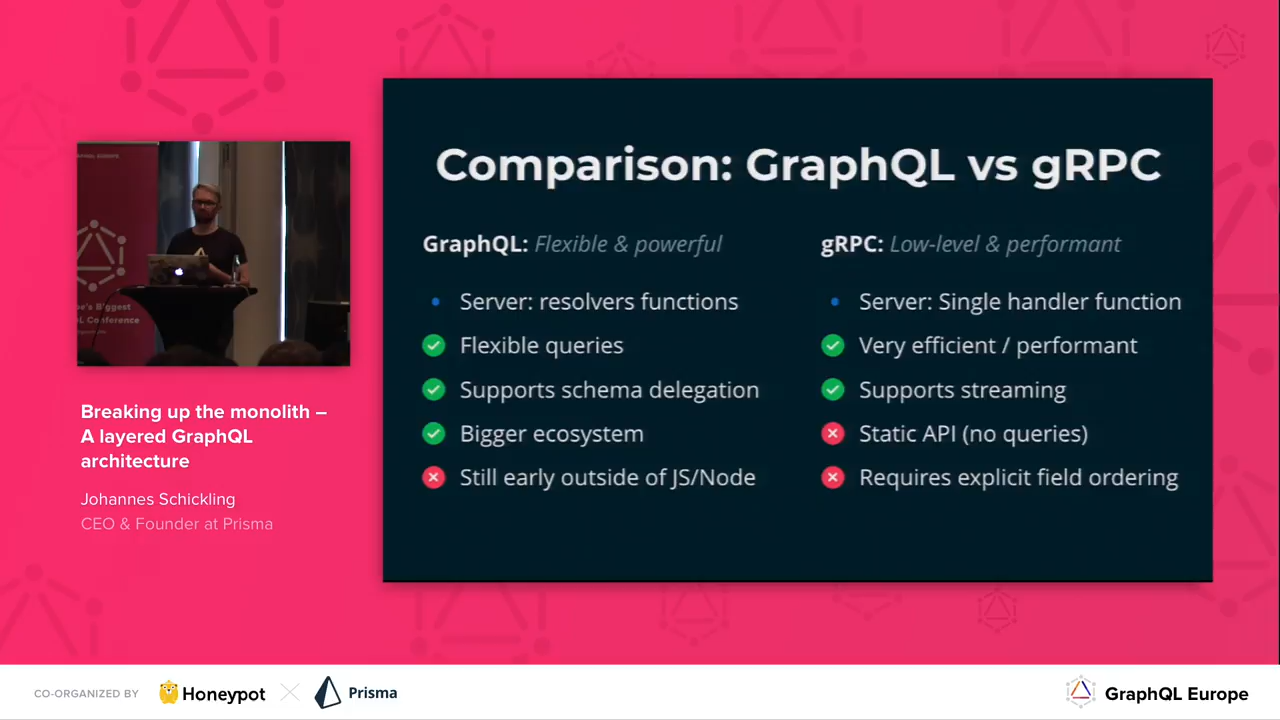 Comparison: GraphQL vs gRPC
GraphQL: Flexible & powerful
Server: resolvers functions
Flexible queries
Supports schema delegation
Bigger ecosystem
Still early outside of JS/Node
gRPC: Low-level & performant
Server: Single handler function
Very efficient / performant
Supports streaming
Static API (no queries)
Requires explicit field ordering
Breaking up the monolith –
A layered GraphQL
architecture
Johannes Schickling
CEO & Founder at Prisma
CO-ORGANIZED BY
Honeypot
Prisma
GraphQL Europe